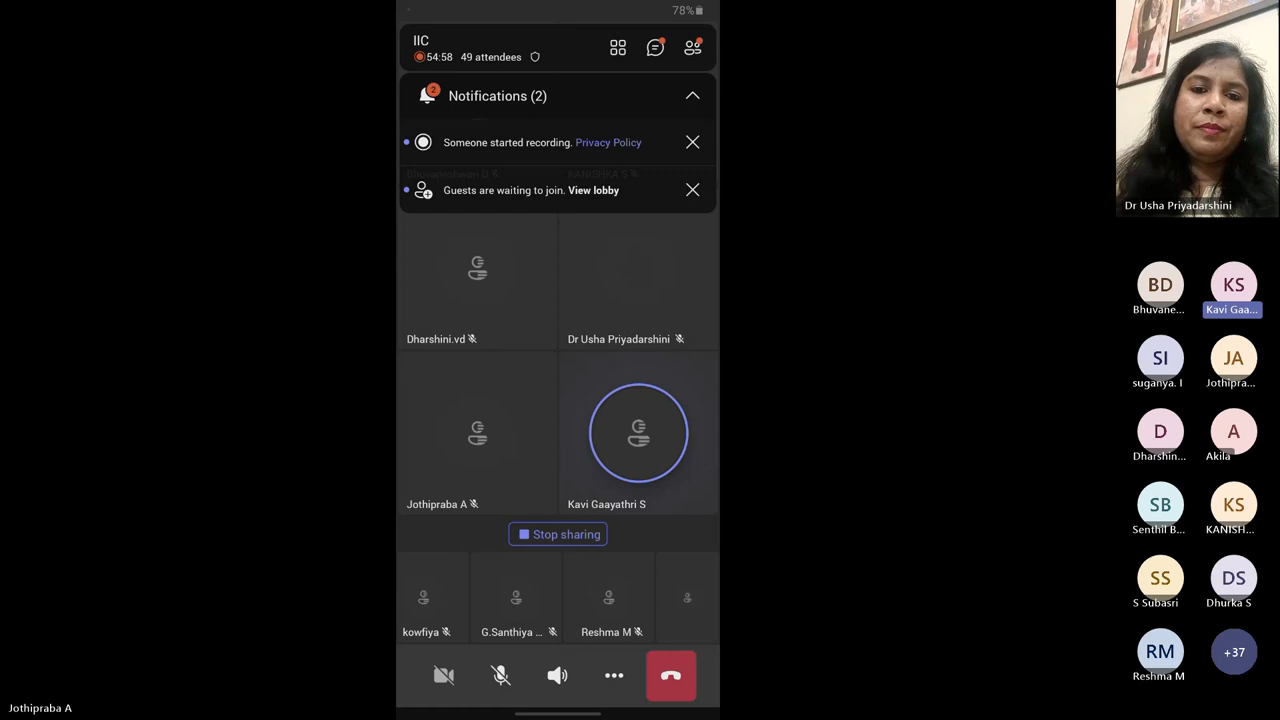 78%
IIC
54:58 49 attendees
2
Notifications (2)
Someone started recording. Privacy Policy
Bhuvaneshwari D KANISHKA S
Guests are waiting to join. View lobby
Dharshini.vd
Dr Usha Priyadarshini
Jothipraba A
Kavi Gaayathri S
Stop sharing
kowfiya
G.Santhiya ...
Reshma M
Dr Usha Priyadarshini
BD
Bhuvane...
KS
Kavi Gaa...
SI
suganya. I
JA
Jothipra...
D
Dharshin...
A
Akila
SB
Senthil B...
KS
KANISH...
SS
S Subasri
DS
Dhurka S
RM
Reshma M
+37
Jothipraba A